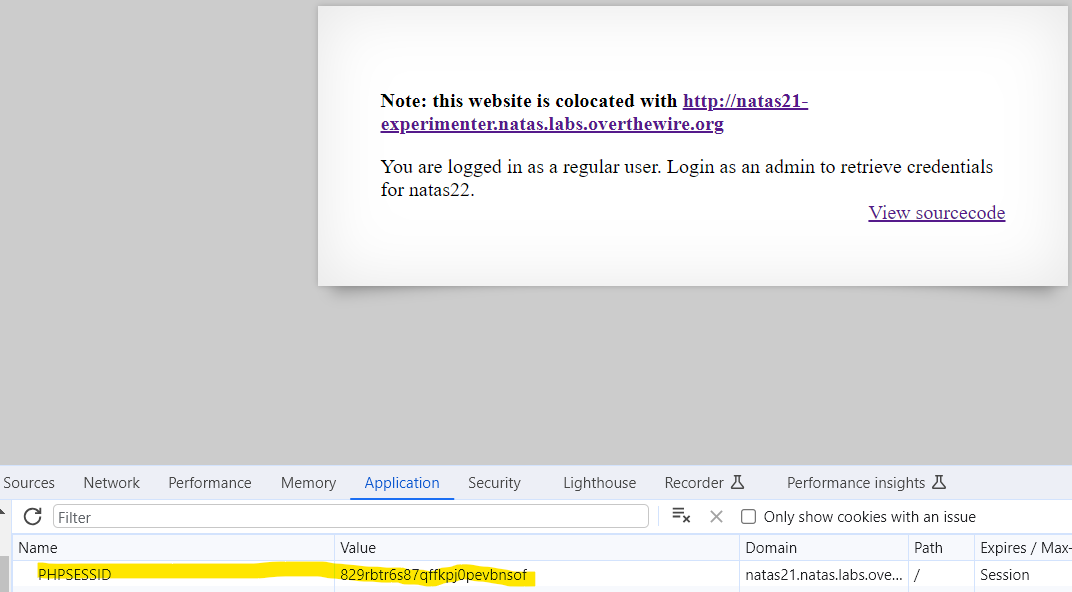 Note: this website is colocated with http://natas21-
experimenter.natas.labs.overthewire.org
You are logged in as a regular user. Login as an admin to retrieve credentials
for natas22.
View sourcecode
Sources Network Performance Memory Application Security Lighthouse Recorder Performance insights
Filter Only show cookies with an issue
Name Value Domain Path Expires / Max-
PHPSESSID 829rbtr6s87qffkpj0pevbnsof natas21.natas.labs.ove... / Session